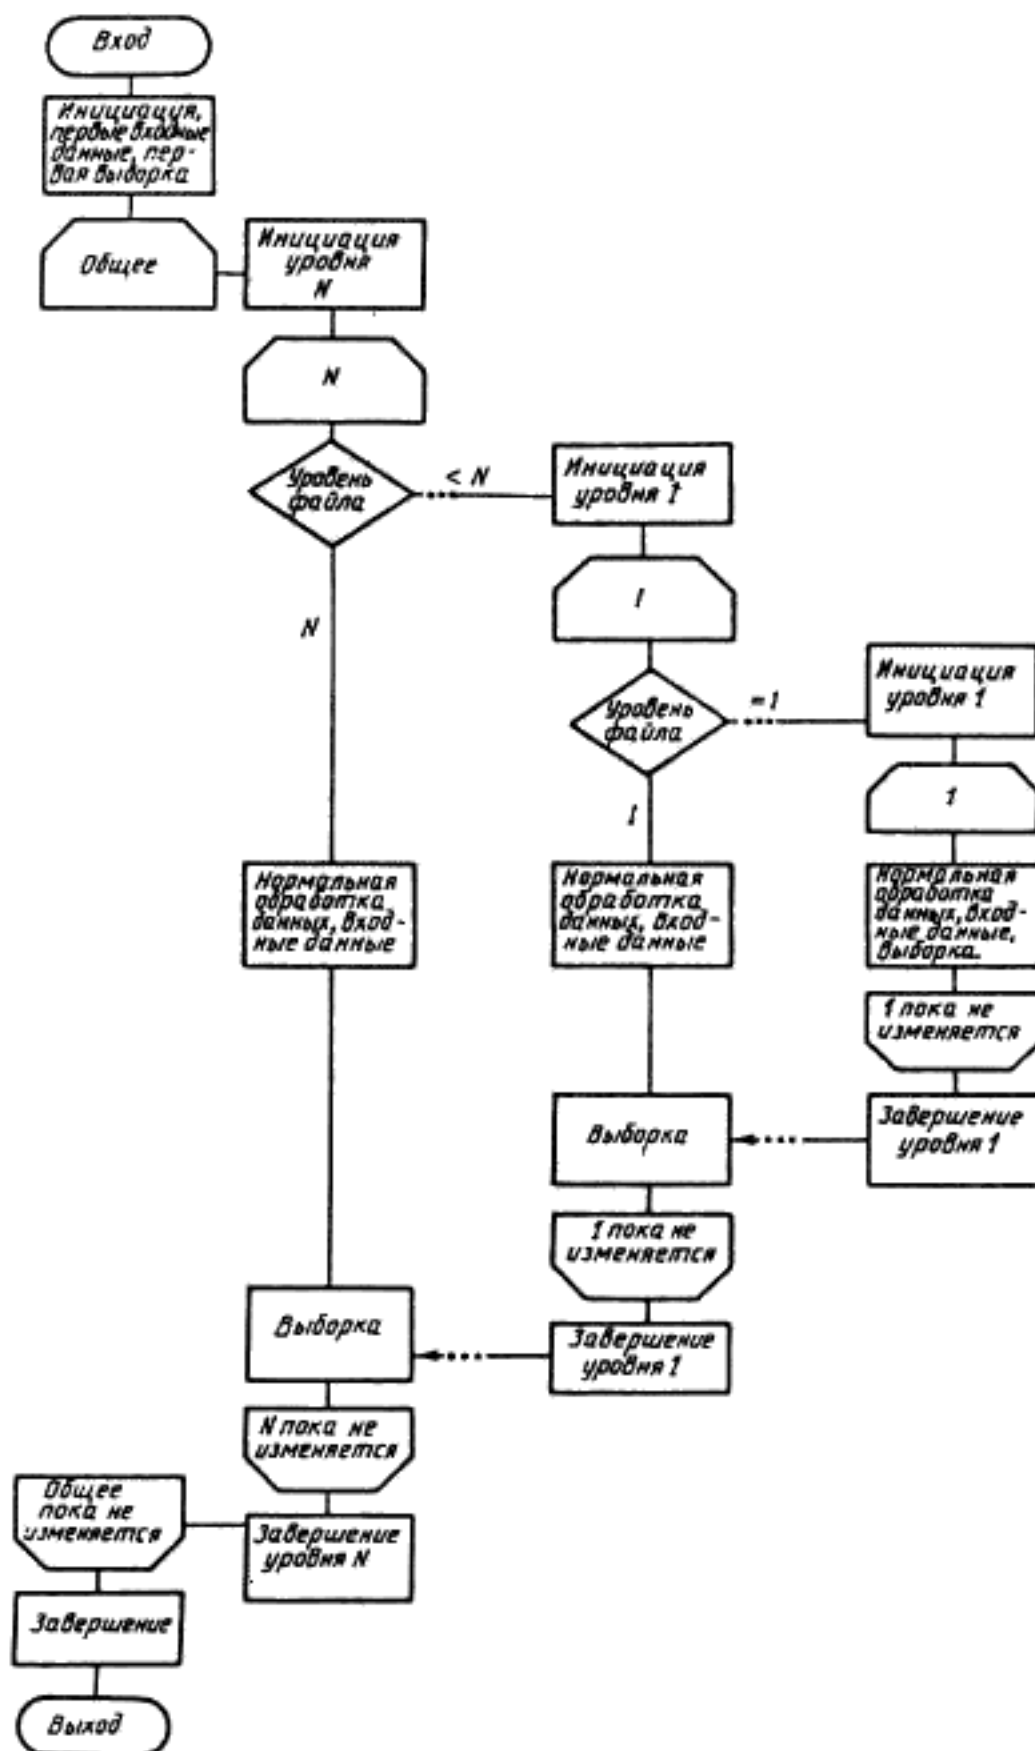 Вход
Инициация,
первые входные
данные, пер-
вая выборка
Общее
Инициация
уровня
N
N
Уровень
файла
< N
N
Инициация
уровня I
I
Уровень
файла
= 1
I
Инициация
уровня 1
1
Нормальная
обработка
данных, вход-
ные данные
Нормальная
обработка
данных, вход-
ные данные
Нормальная
обработка
данных, вход-
ные данные,
выборка
1 пока не
изменяется
Завершение
уровня 1
Выборка
I пока не
изменяется
Завершение
уровня I
Выборка
N пока не
изменяется
Завершение
уровня N
Общее
пока не
изменяется
Завершение
Выход